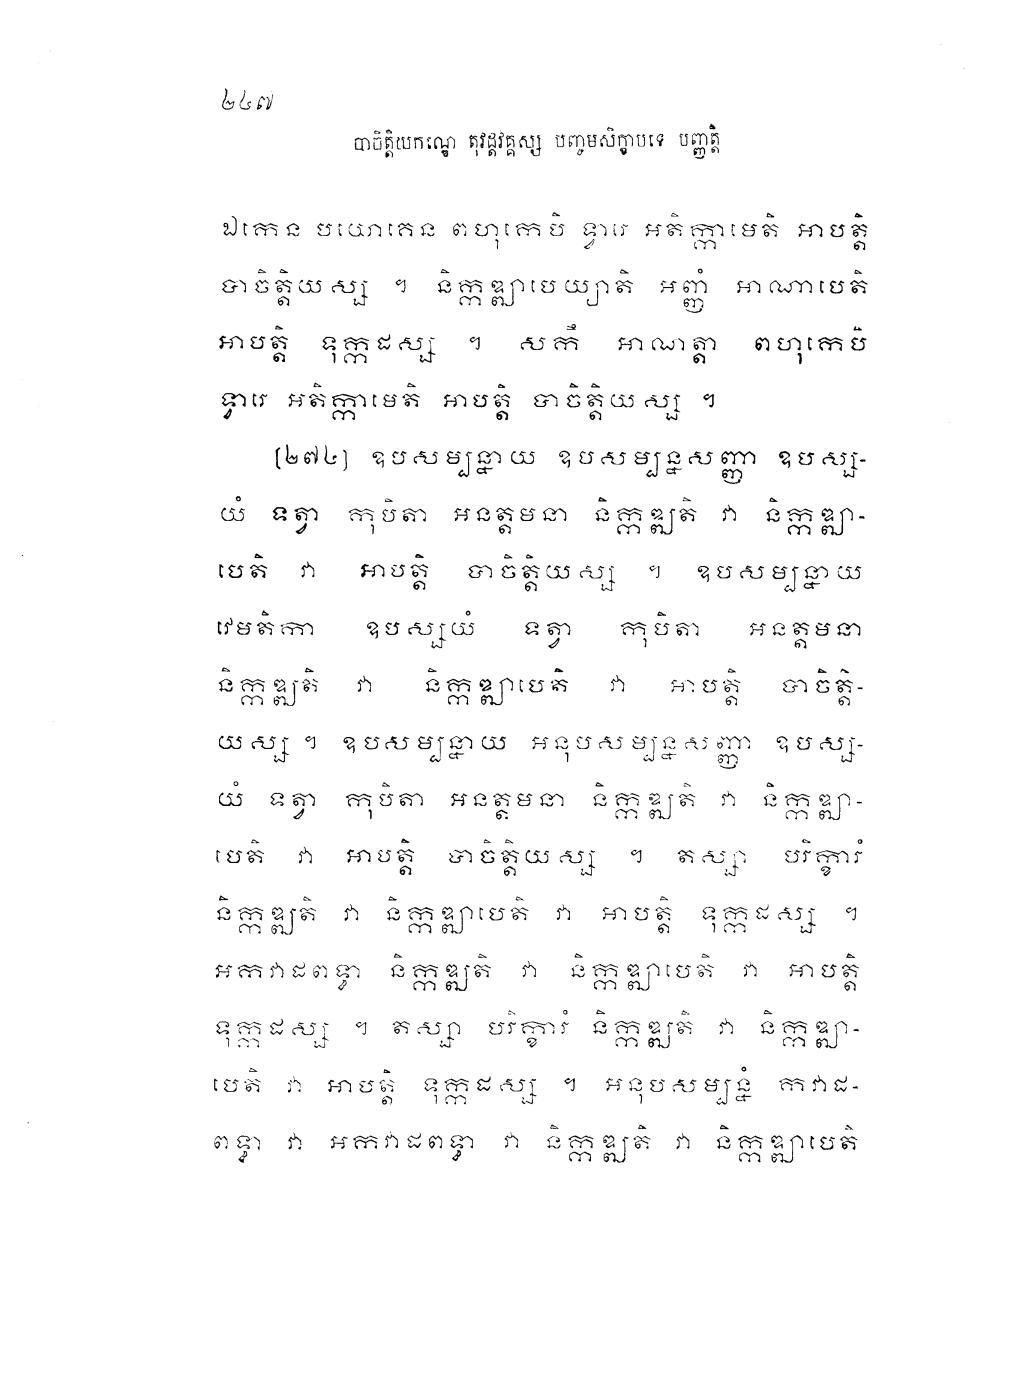 ២៤៧
បាចិត្តិយកណ្ឌេ តុវដ្តវគ្គស្ស បញ្ចមសិក្ខាបទេ បញ្ញត្តិ
ឯកេន បយោគេន ពហុកេបិ ទ្វារេ អតិក្កាមេតិ អាបត្តិ
បាចិត្តិយស្ស ។ និក្កឌ្ឍាបេយ្យាតិ អញ្ញំ អាណាបេតិ
អាបត្តិ ទុក្កដស្ស ។ សកឹ អាណត្តា ពហុកេបិ
ទ្វារេ អតិក្កាមេតិ អាបត្តិ បាចិត្តិយស្ស ។
[២៧៤] ឧបសម្បន្នាយ ឧបសម្បន្នសញ្ញា ឧបស្ស-
យំ ទត្វា កុបិតា អនត្តមនា និក្កឌ្ឍតិ វា និក្កឌ្ឍា-
បេតិ វា អាបត្តិ បាចិត្តិយស្ស ។ ឧបសម្បន្នាយ
វេមតិកា ឧបស្សយំ ទត្វា កុបិតា អនត្តមនា
និក្កឌ្ឍតិ វា និក្កឌ្ឍាបេតិ វា អាបត្តិ បាចិត្តិ-
យស្ស ។ ឧបសម្បន្នាយ អនុបសម្បន្នសញ្ញា ឧបស្ស-
យំ ទត្វា កុបិតា អនត្តមនា និក្កឌ្ឍតិ វា និក្កឌ្ឍា-
បេតិ វា អាបត្តិ បាចិត្តិយស្ស ។ តស្សា បរិក្ខារំ
និក្កឌ្ឍតិ វា និក្កឌ្ឍាបេតិ វា អាបត្តិ ទុក្កដស្ស ។
អកវាដពទ្ធា និក្កឌ្ឍតិ វា និក្កឌ្ឍាបេតិ វា អាបត្តិ
ទុក្កដស្ស ។ តស្សា បរិក្ខារំ និក្កឌ្ឍតិ វា និក្កឌ្ឍា-
បេតិ វា អាបត្តិ ទុក្កដស្ស ។ អនុបសម្បន្នំ កវាដ-
ពទ្ធា វា អកវាដពទ្ធា វា និក្កឌ្ឍតិ វា និក្កឌ្ឍាបេតិ